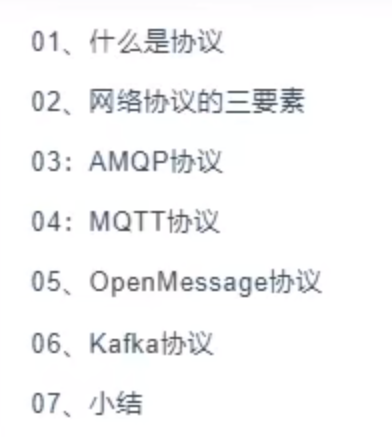 01、什么是协议
02、网络协议的三要素
03：AMQP协议
04：MQTT协议
05、OpenMessage协议
06、Kafka协议
07、小结